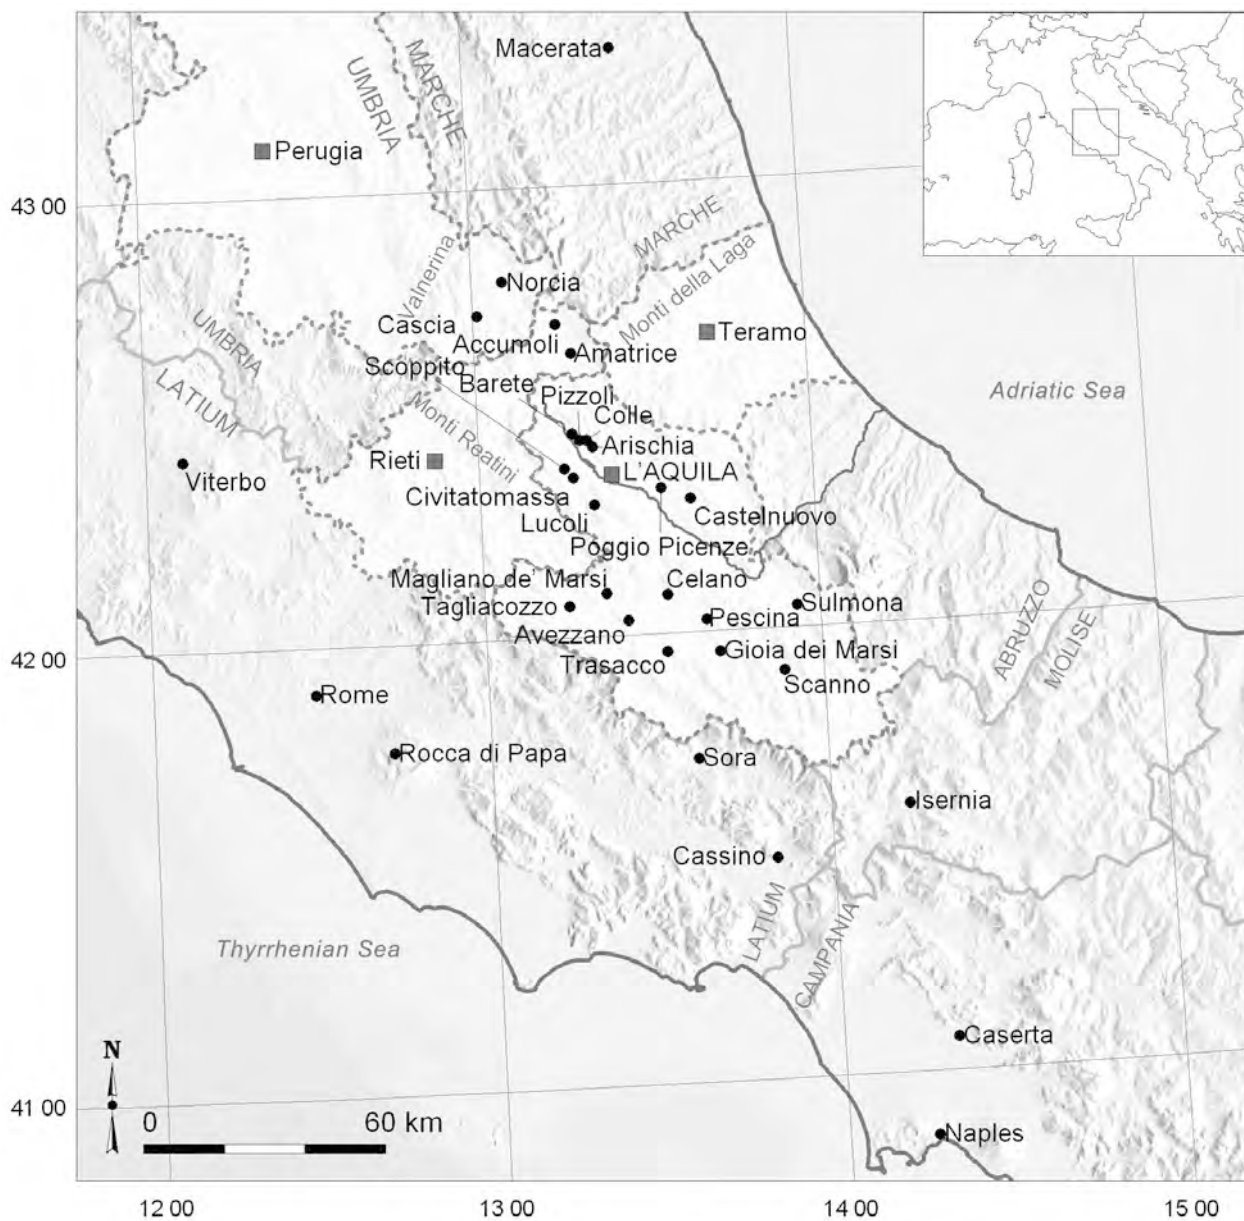 Macerata
MARCHE
UMBRIA
Perugia
43 00
MARCHE
Valnerina
Norcia
Monti della Laga
Cascia
Accumoli
Teramo
UMBRIA
Scoppito
Amatrice
Barete
Adriatic Sea
LATIUM
Pizzoli
Monti Reatini
Colle
Arischia
Rieti
L'AQUILA
Viterbo
Civitatomassa
Castelnuovo
Lucoli
Poggio Picenze
Magliano de' Marsi
Celano
Tagliacozzo
Sulmona
ABRUZZO
Pescina
Avezzano
MOLISE
Gioia dei Marsi
42 00
Trasacco
Scanno
Rome
Rocca di Papa
Sora
Isernia
Cassino
LATIUM
CAMPANIA
Thyrrhenian Sea
Caserta
N
41 00
0 60 km
Naples
12 00 13 00 14 00 15 00